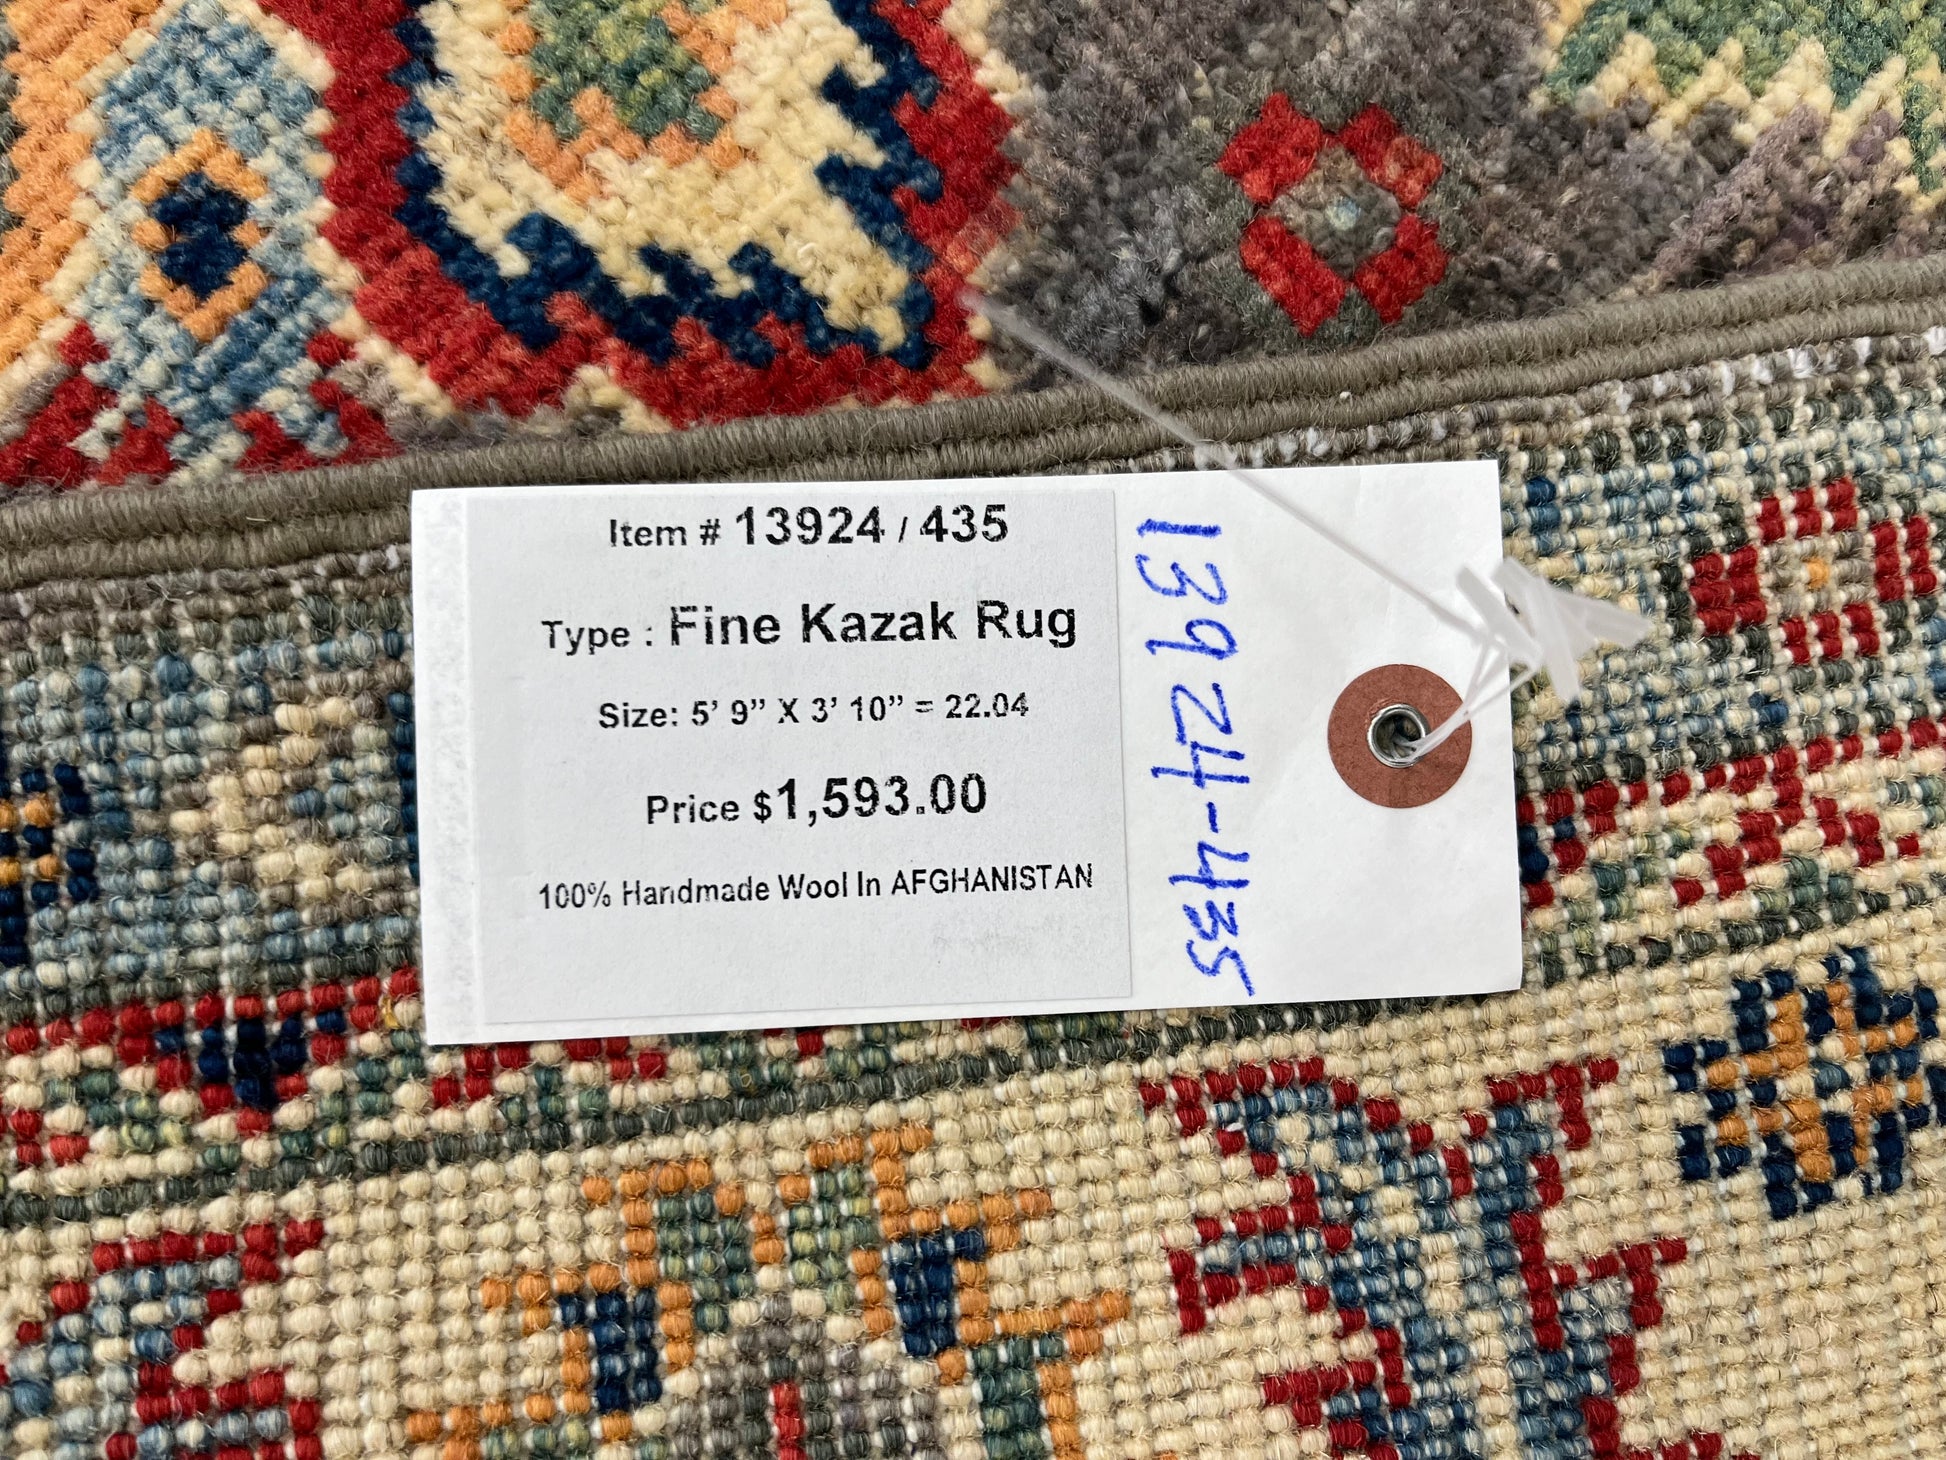 Item # 13924 / 435
Type : Fine Kazak Rug
Size: 5’ 9” X 3’ 10” = 22.04
Price $1,593.00
100% Handmade Wool In AFGHANISTAN
13924-435